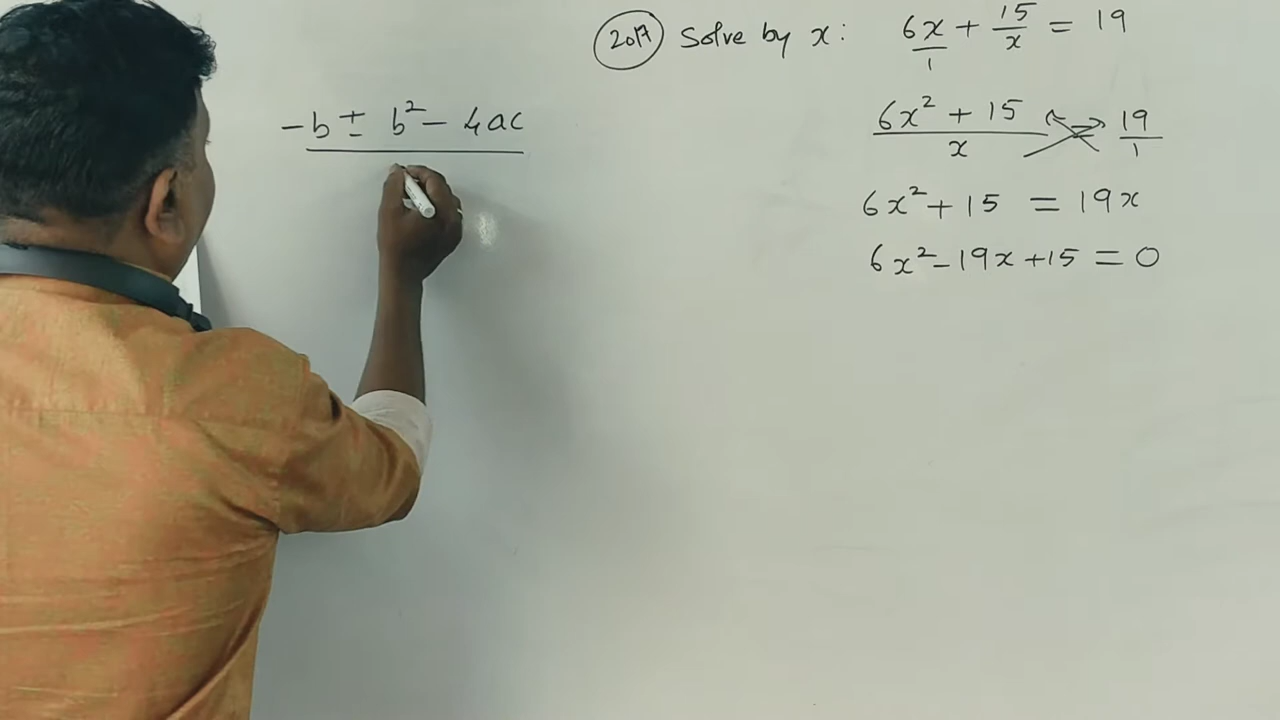 2017 Solve by x: 6x/1 + 15/x = 19
6x² + 15 / x 19/1
6x² + 15 = 19x
6x² - 19x + 15 = 0
-b ± b² - 4ac